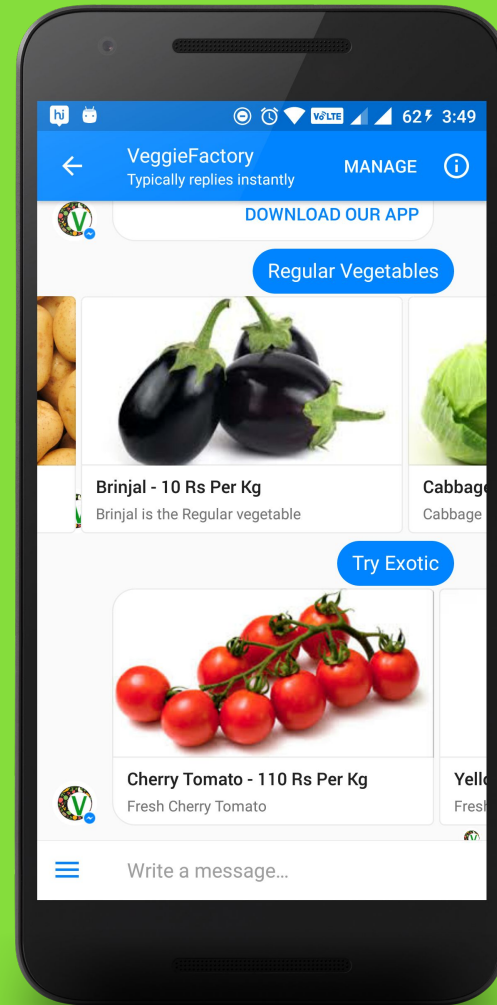 hi VoLTE 62 3:49
VeggieFactory
Typically replies instantly
MANAGE
DOWNLOAD OUR APP
V
Regular Vegetables
Brinjal - 10 Rs Per Kg
Brinjal is the Regular vegetable
Cabbage
Cabbage
Try Exotic
Cherry Tomato - 110 Rs Per Kg
Fresh Cherry Tomato
V
Write a message...